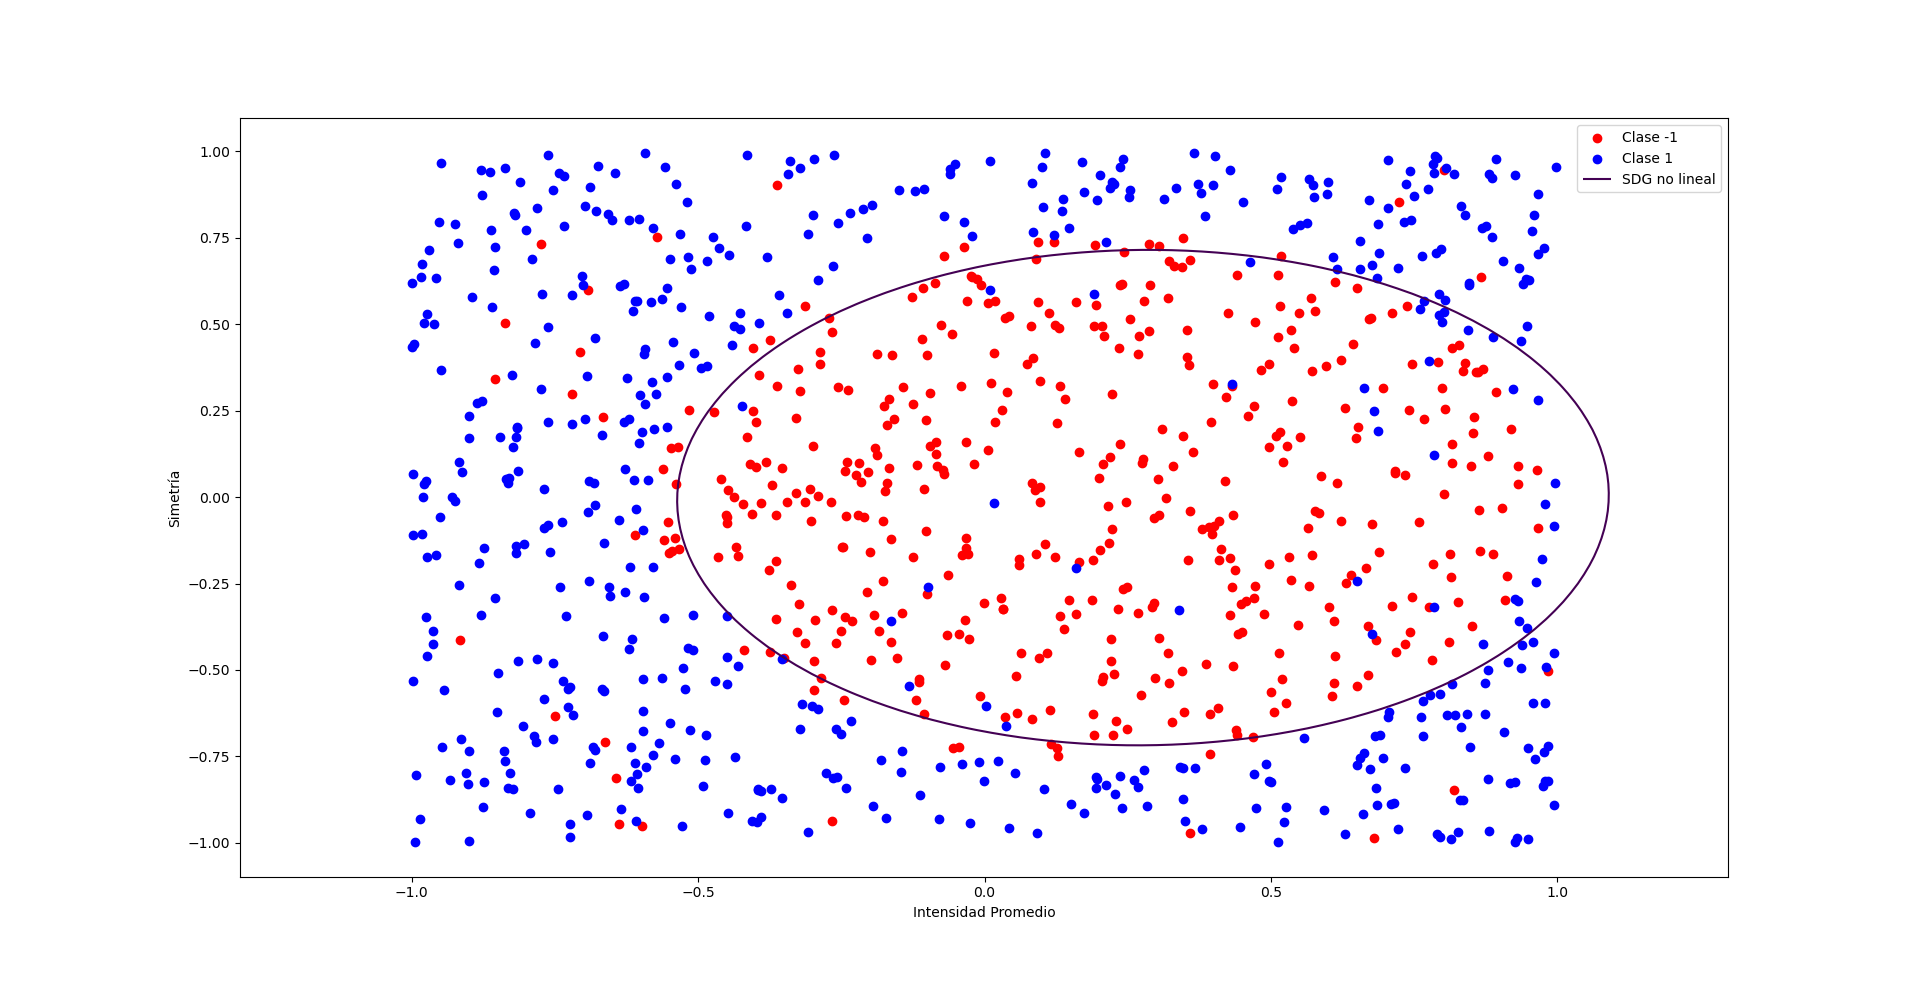 Clase -1
Clase 1
SDG no lineal
1.00
0.75
0.50
0.25
0.00
−0.25
−0.50
−0.75
−1.00
Simetría
−1.0 −0.5 0.0 0.5 1.0
Intensidad Promedio